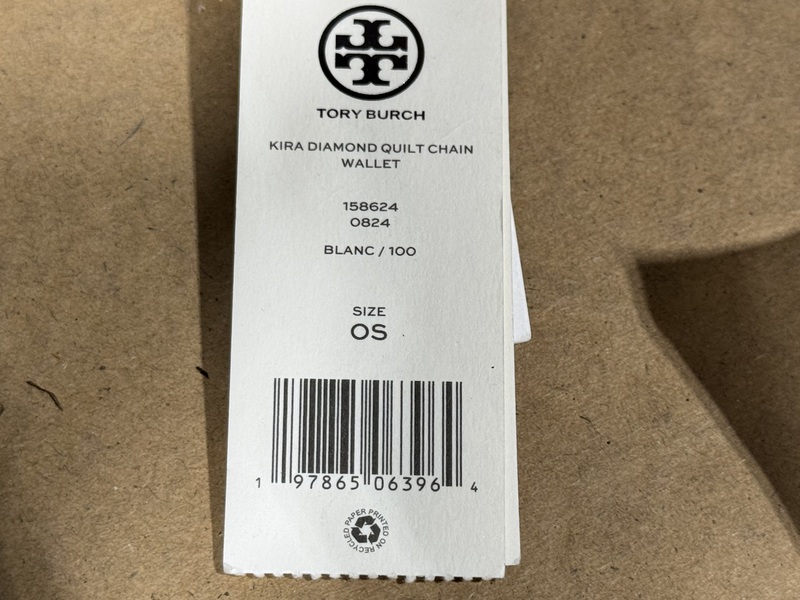 TORY BURCH
KIRA DIAMOND QUILT CHAIN
WALLET
158624
0824
BLANC / 100
SIZE
OS
1 97865 06396 4
PRINTED ON RECYCLED PAPER